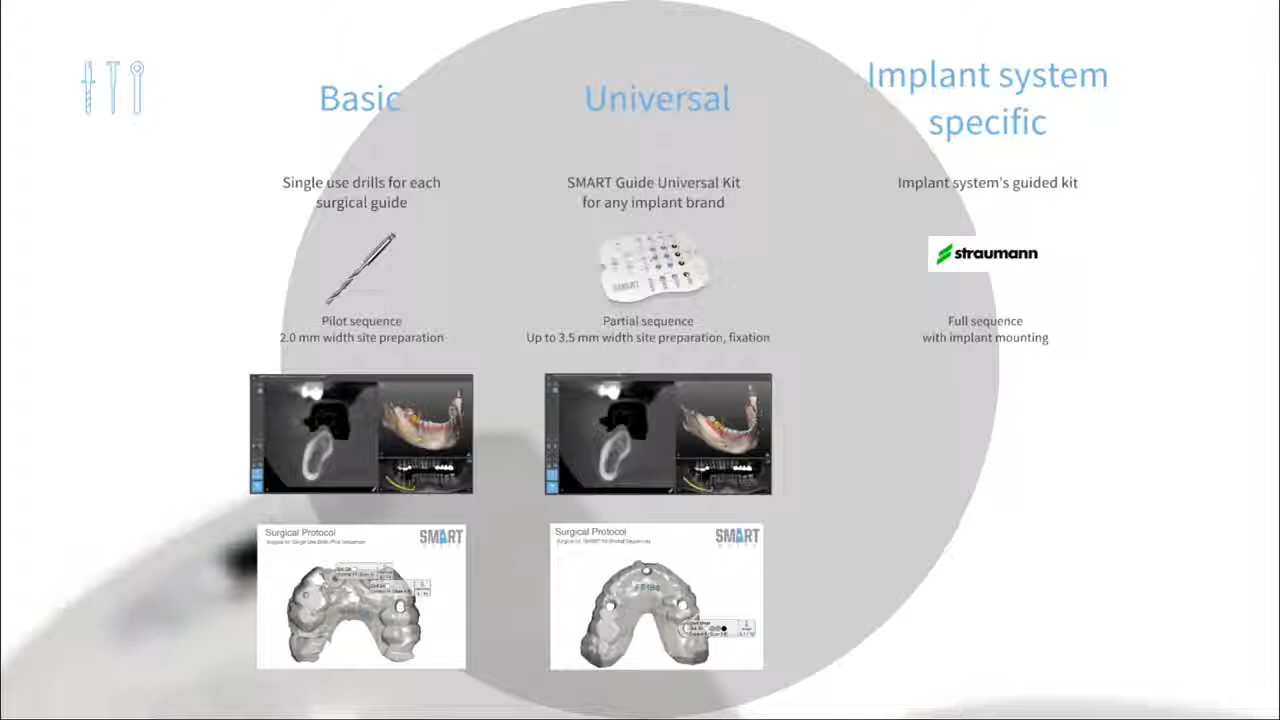 Basic
Universal
Implant system
specific
Single use drills for each
surgical guide
SMART Guide Universal Kit
for any implant brand
Implant system's guided kit
straumann
SMART
Pilot sequence
2.0 mm width site preparation
Partial sequence
Up to 3.5 mm width site preparation, fixation
Full sequence
with implant mounting
Surgical Protocol
SMART
Surgical Protocol
SMART